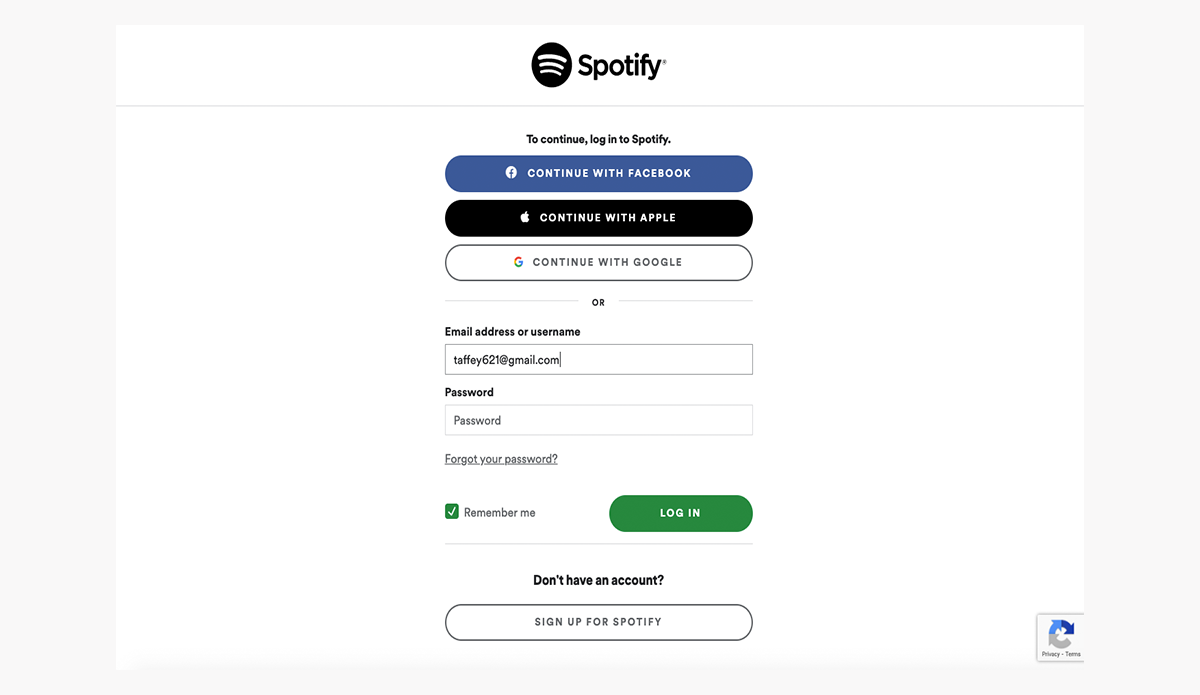 Spotify®
To continue, log in to Spotify.
CONTINUE WITH FACEBOOK
CONTINUE WITH APPLE
CONTINUE WITH GOOGLE
OR
Email address or username
taffey621@gmail.com
Password
Password
Forgot your password?
Remember me
LOG IN
Don't have an account?
SIGN UP FOR SPOTIFY
Privacy - Terms